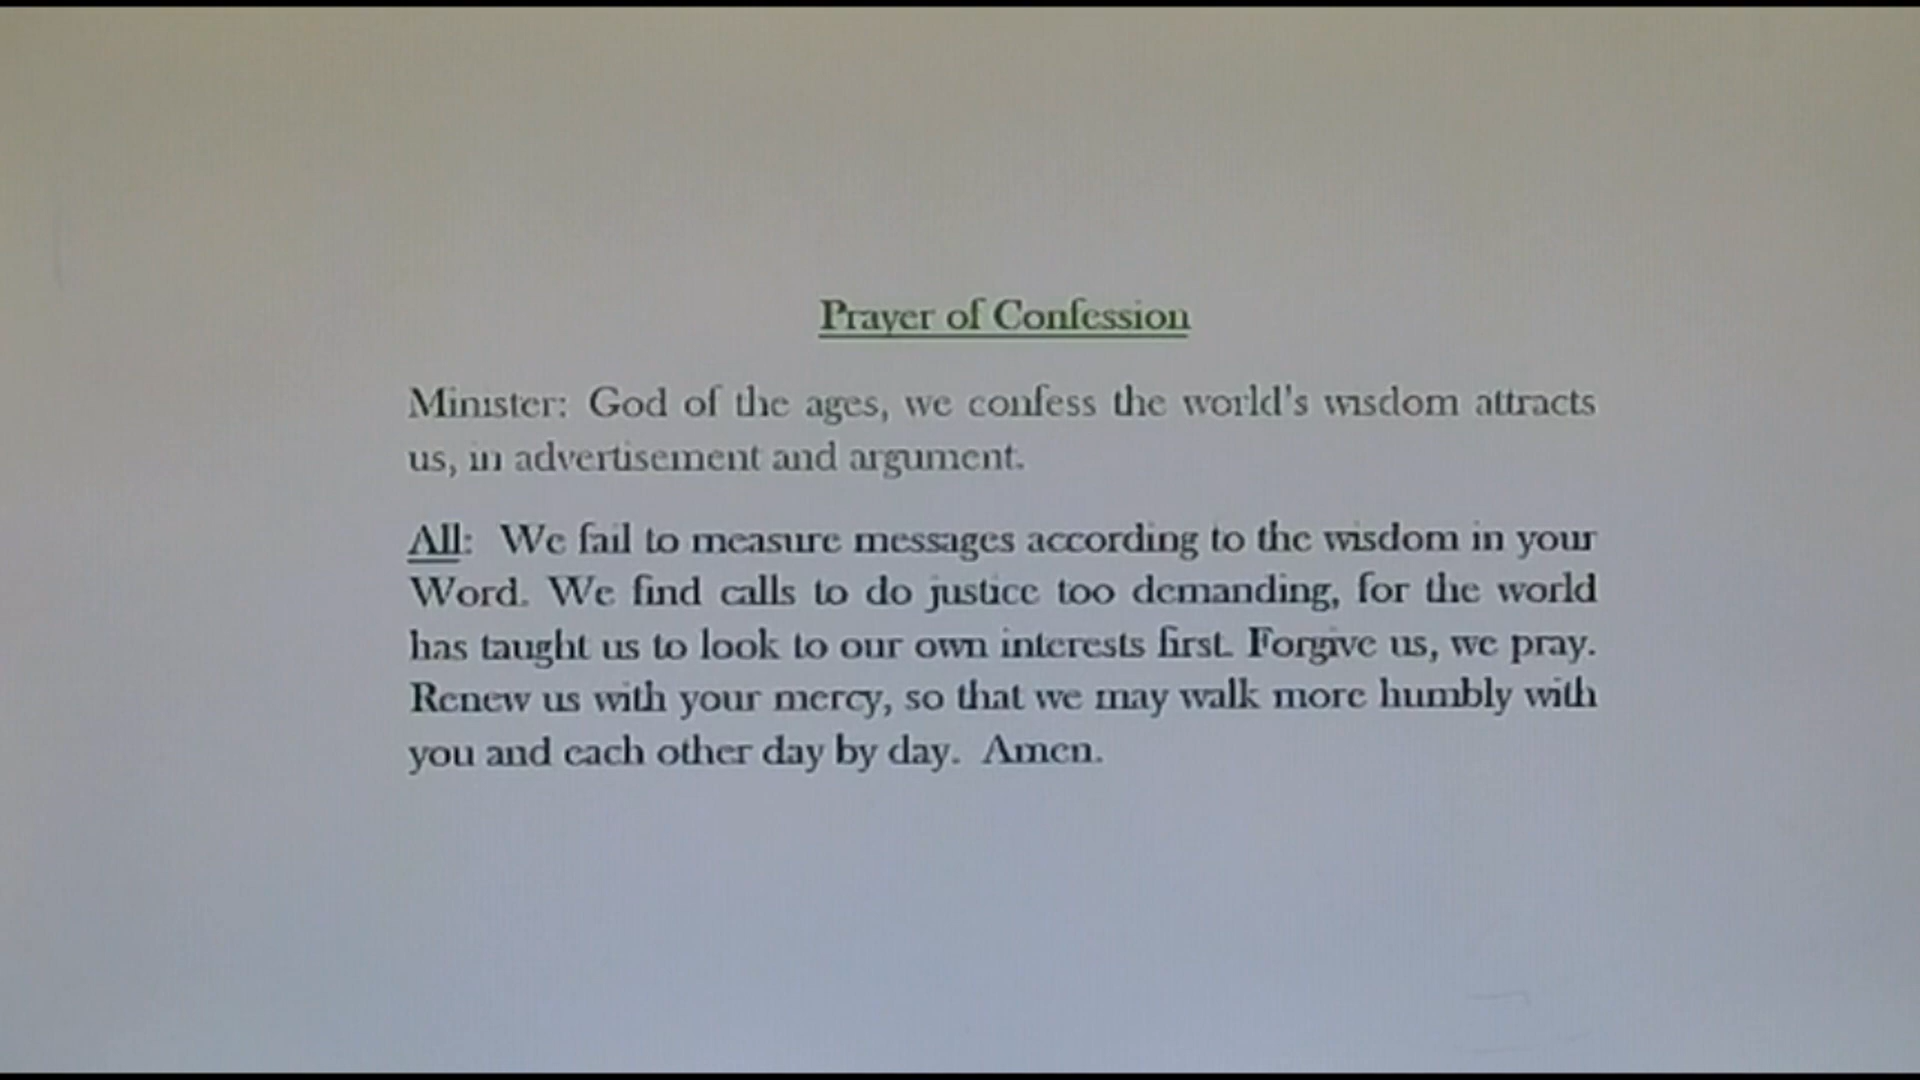 Prayer of Confession
Minister: God of the ages, we confess the world's wisdom attracts
us, in advertisement and argument.
All: We fail to measure messages according to the wisdom in your
Word. We find calls to do justice too demanding, for the world
has taught us to look to our own interests first. Forgive us, we pray.
Renew us with your mercy, so that we may walk more humbly with
you and each other day by day. Amen.